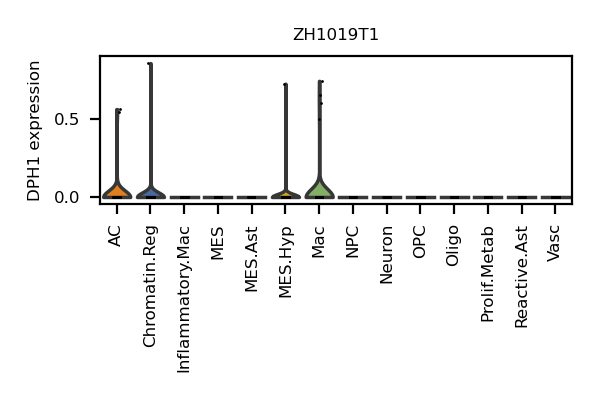 ZH1019T1
DPH1 expression
0.5
0.0
AC
Chromatin.Reg
Inflammatory.Mac
MES
MES.Ast
MES.Hyp
Mac
NPC
Neuron
OPC
Oligo
Prolif.Metab
Reactive.Ast
Vasc